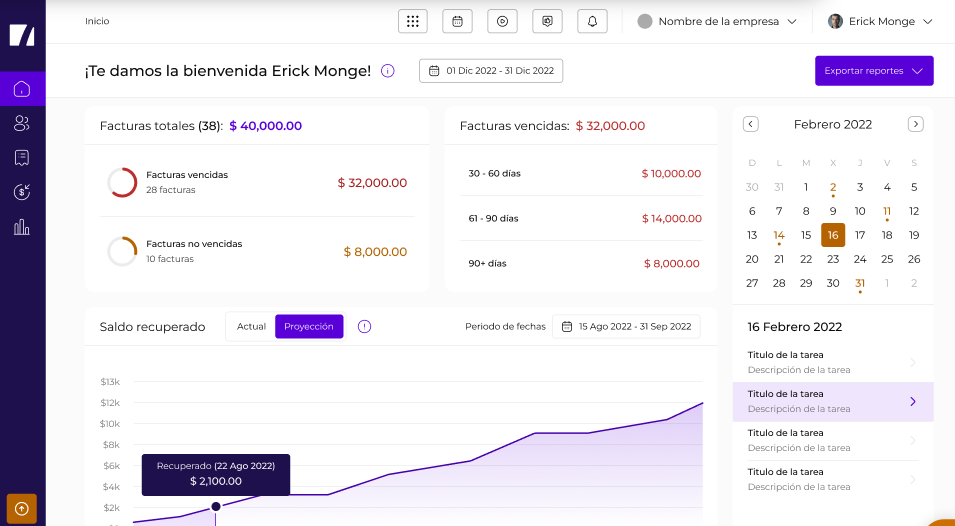 Inicio
Nombre de la empresa
Erick Monge
¡Te damos la bienvenida Erick Monge!
01 Dic 2022 - 31 Dic 2022
Exportar reportes
Facturas totales (38): $ 40,000.00
Facturas vencidas
28 facturas
$ 32,000.00
Facturas no vencidas
10 facturas
$ 8,000.00
Facturas vencidas: $ 32,000.00
30 - 60 días $ 10,000.00
61 - 90 días $ 14,000.00
90+ días $ 8,000.00
Febrero 2022
D L M X J V S
30 31 1 2 3 4 5
6 7 8 9 10 11 12
13 14 15 16 17 18 19
20 21 22 23 24 25 26
27 28 29 30 31 1 2
16 Febrero 2022
Titulo de la tarea
Descripción de la tarea
Titulo de la tarea
Descripción de la tarea
Titulo de la tarea
Descripción de la tarea
Titulo de la tarea
Descripción de la tarea
Saldo recuperado
Actual
Proyección
Periodo de fechas
15 Ago 2022 - 31 Sep 2022
$13k
$12k
$10k
$8k
$6k
$4k
$2k
Recuperado (22 Ago 2022)
$ 2,100.00